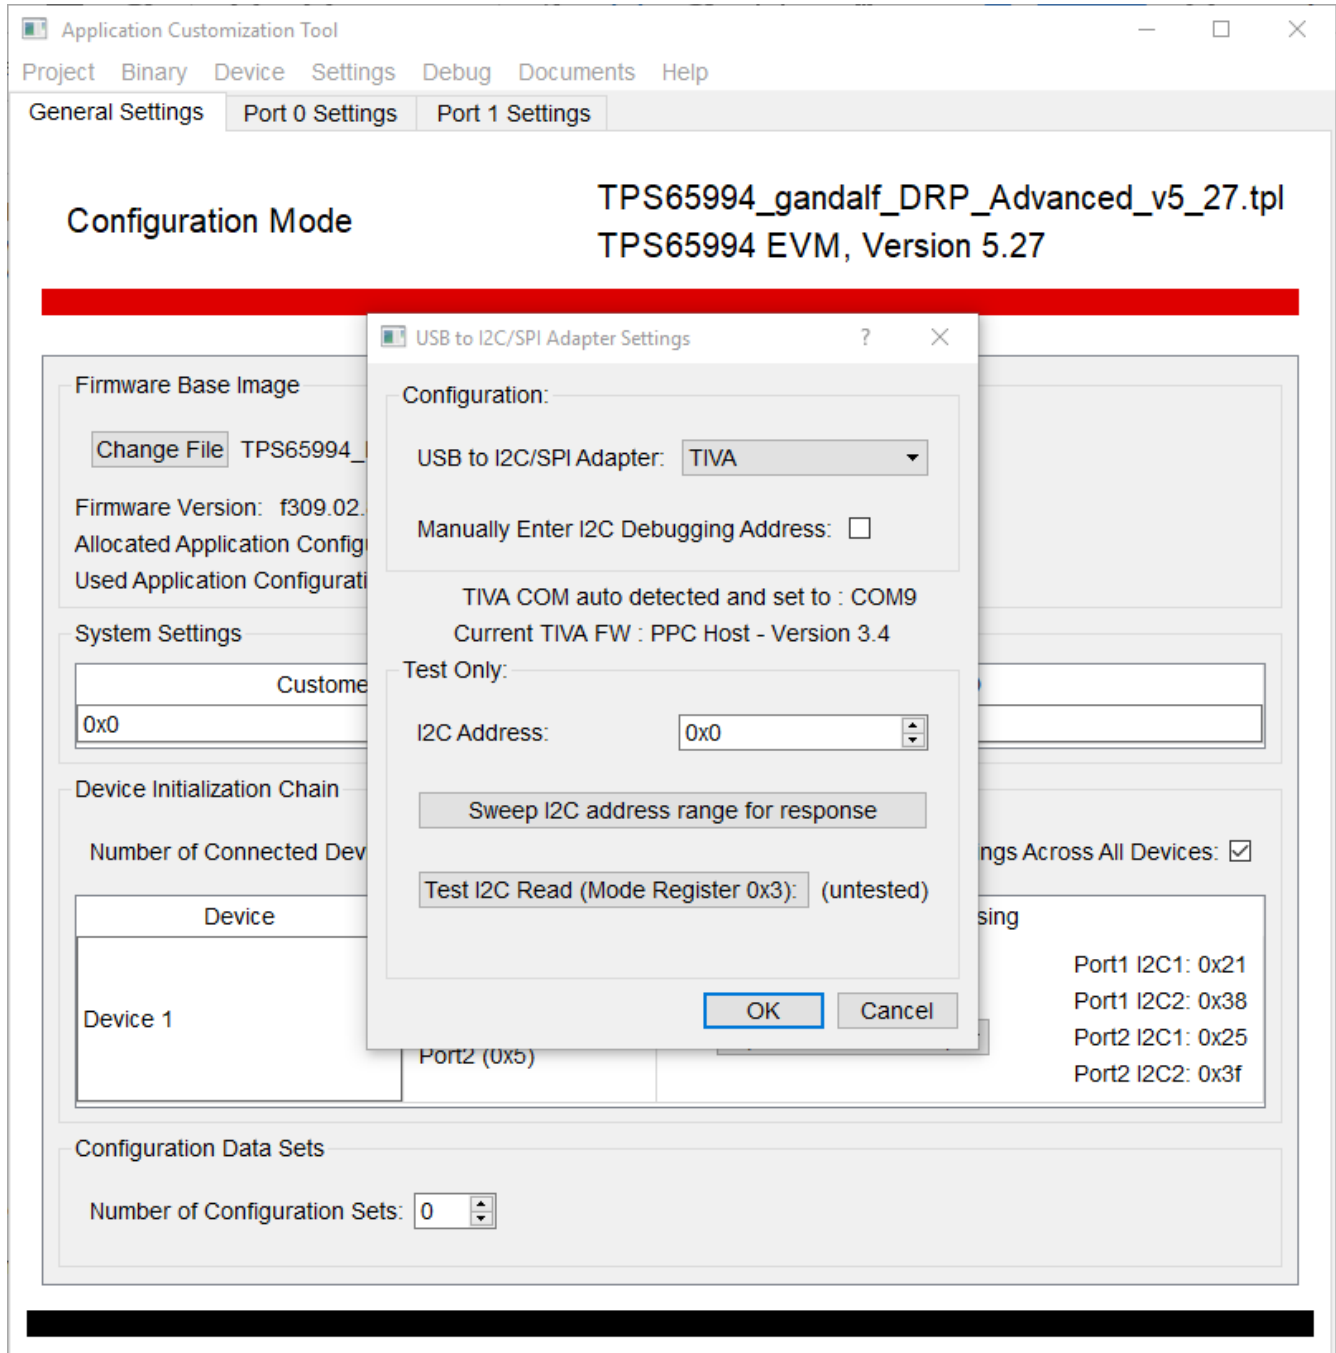 Application Customization Tool
Project Binary Device Settings Debug Documents Help
General Settings Port 0 Settings Port 1 Settings
Configuration Mode
TPS65994_gandalf_DRP_Advanced_v5_27.tpl
TPS65994 EVM, Version 5.27
Firmware Base Image
Change File TPS65994_
Firmware Version: f309.02.
Allocated Application
Used Application
System Settings
0x0
Device Initialization Chain
Number of Connected
Across All Devices:
Device
Device 1
Port2 (0x5)
Port1 I2C1: 0x21
Port1 I2C2: 0x38
Port2 I2C1: 0x25
Port2 I2C2: 0x3f
Configuration Data Sets
Number of Configuration Sets: 0
USB to I2C/SPI Adapter Settings ?
Configuration:
USB to I2C/SPI Adapter: TIVA
Manually Enter I2C Debugging Address:
TIVA COM auto detected and set to : COM9
Current TIVA FW : PPC Host - Version 3.4
Test Only:
I2C Address: 0x0
Sweep I2C address range for response
Test I2C Read (Mode Register 0x3): (untested)
OK Cancel